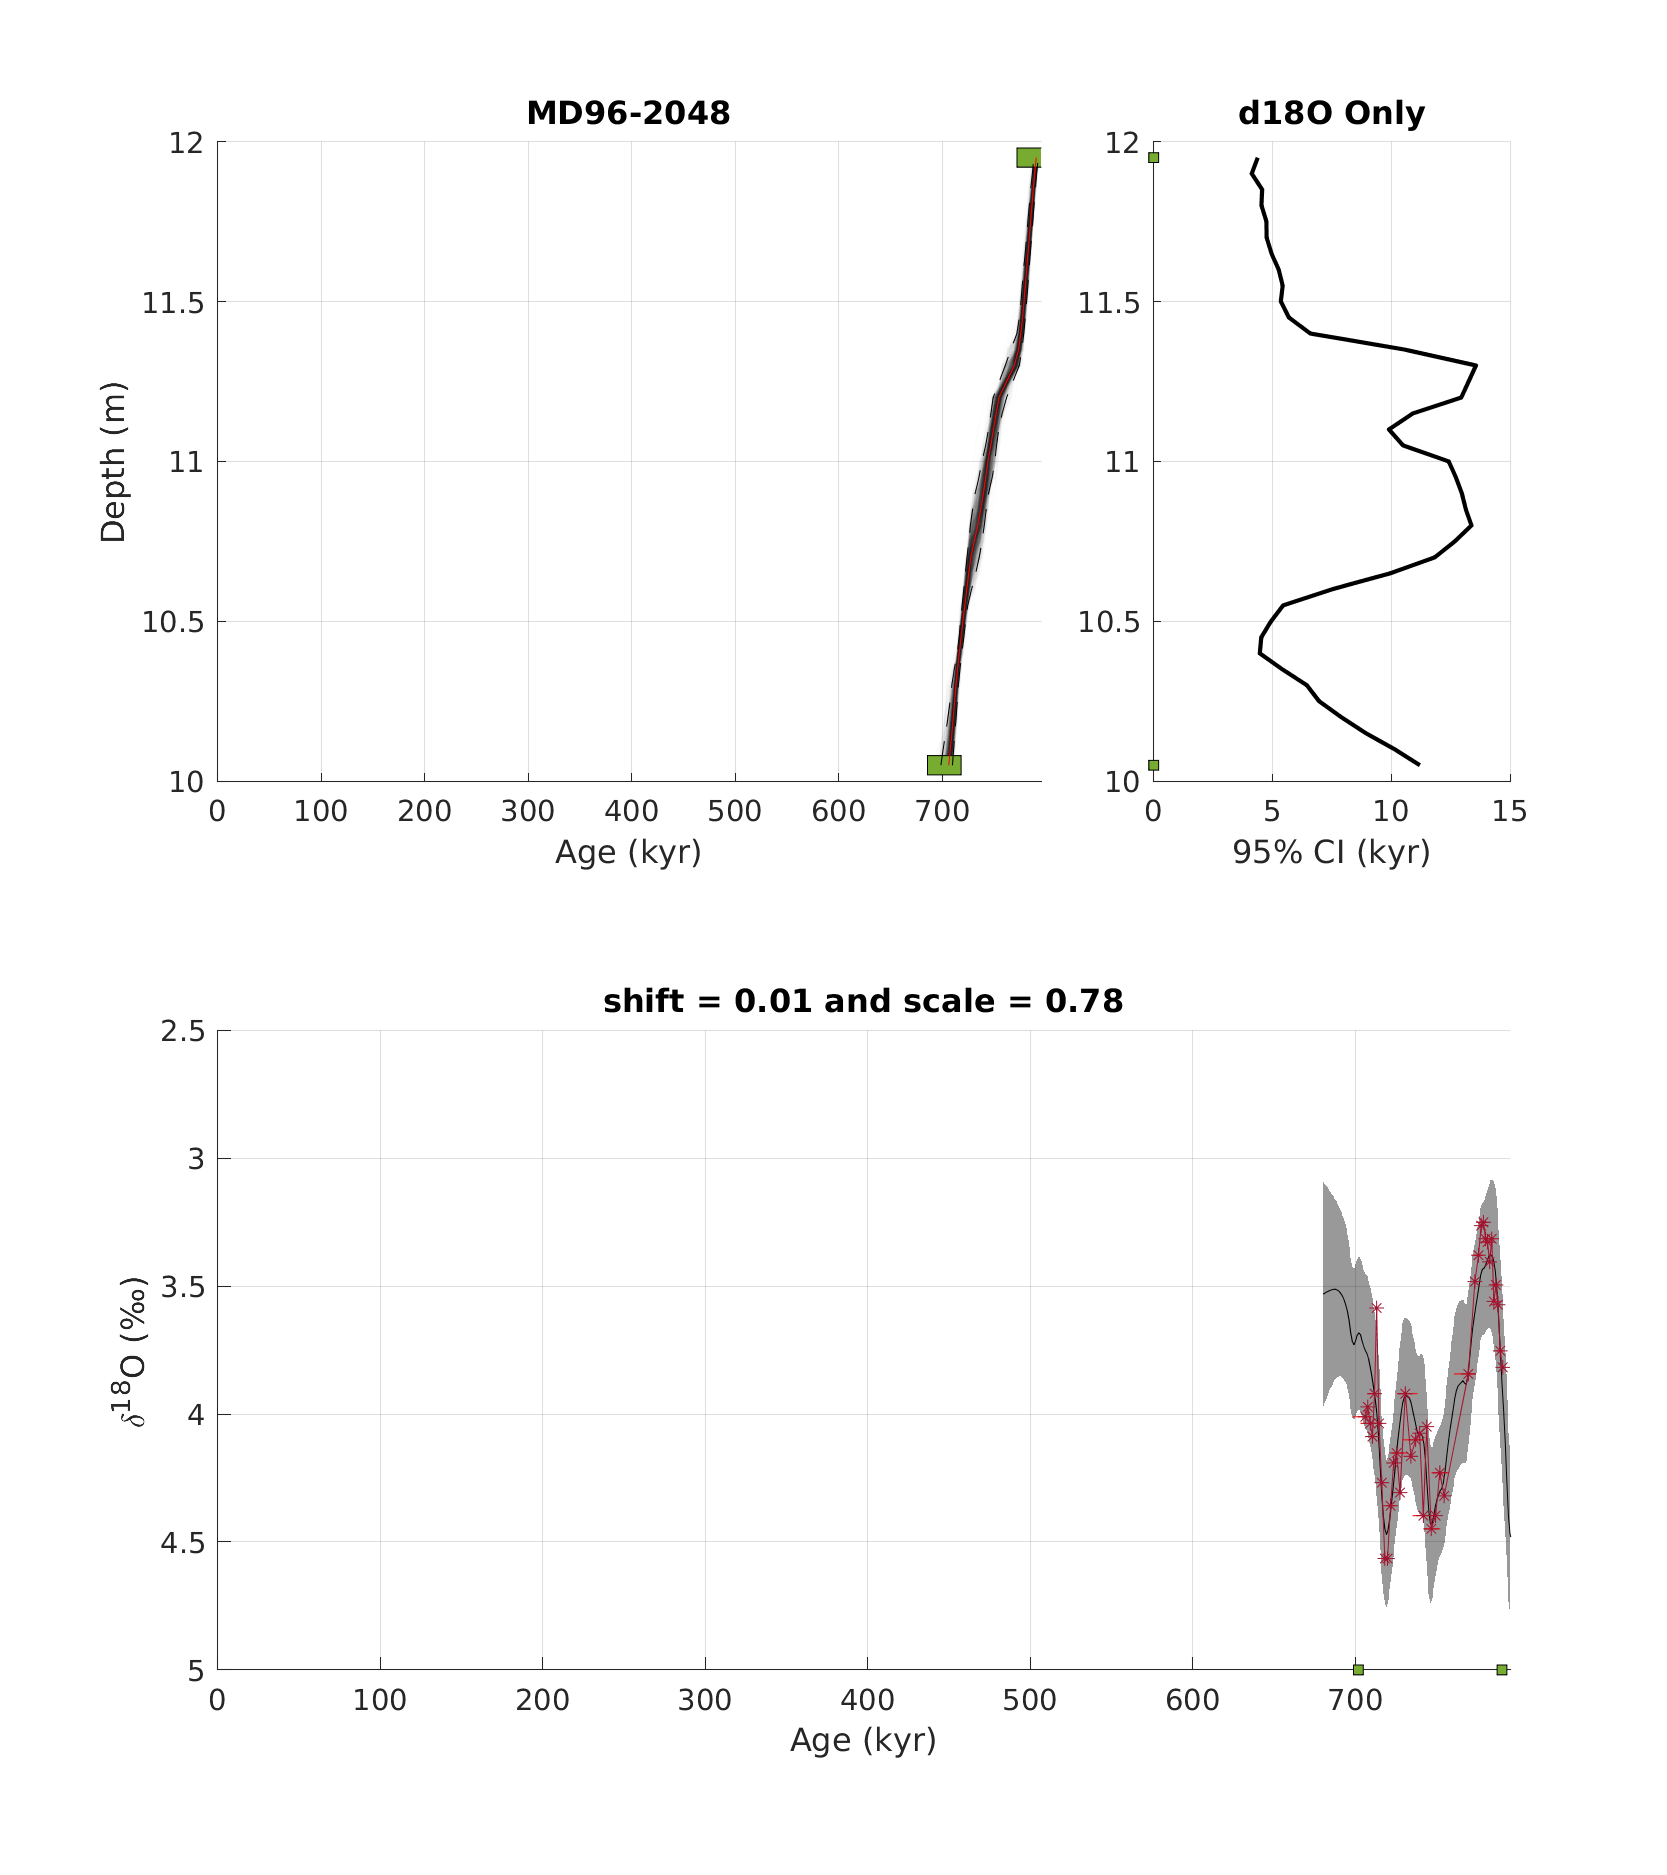 MD96-2048
d18O Only
12
11.5
11
10.5
10
Depth (m)
0 100 200 300 400 500 600 700
Age (kyr)
12
11.5
11
10.5
10
0 5 10 15
95% CI (kyr)
shift = 0.01 and scale = 0.78
2.5
3
3.5
4
4.5
5
δ¹⁸O (‰)
0 100 200 300 400 500 600 700
Age (kyr)